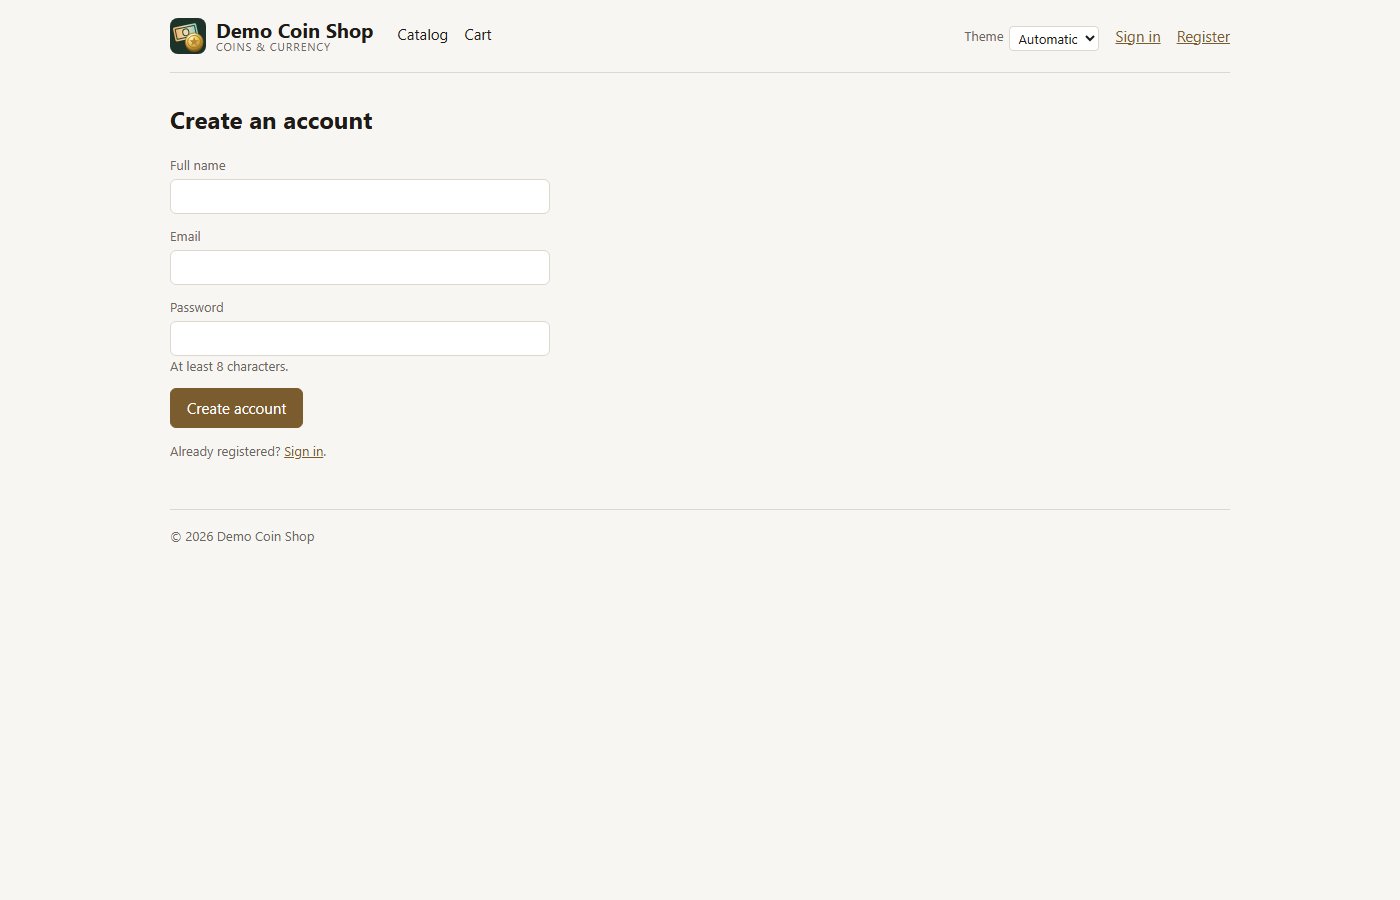 Demo Coin Shop
COINS & CURRENCY
Catalog
Cart
Theme
Automatic
Sign in
Register
Create an account
Full name
Email
Password
At least 8 characters.
Create account
Already registered? Sign in.
© 2026 Demo Coin Shop